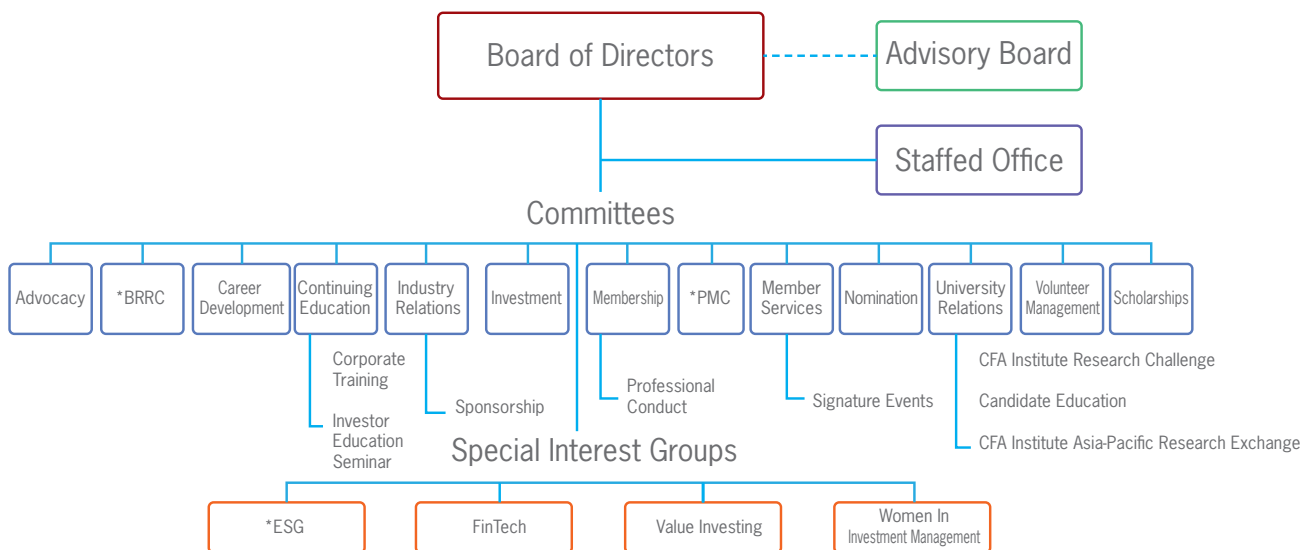 Board of Directors
Advisory Board
Staffed Office
Committees
Advocacy
*BRRC
Career
Development
Continuing
Education
Industry
Relations
Investment
Membership
*PMC
Member
Services
Nomination
University
Relations
Volunteer
Management
Scholarships
Corporate
Training
Investor
Education
Seminar
Sponsorship
Professional
Conduct
Signature Events
CFA Institute Research Challenge
Candidate Education
CFA Institute Asia-Pacific Research Exchange
Special Interest Groups
*ESG
FinTech
Value Investing
Women In
Investment Management